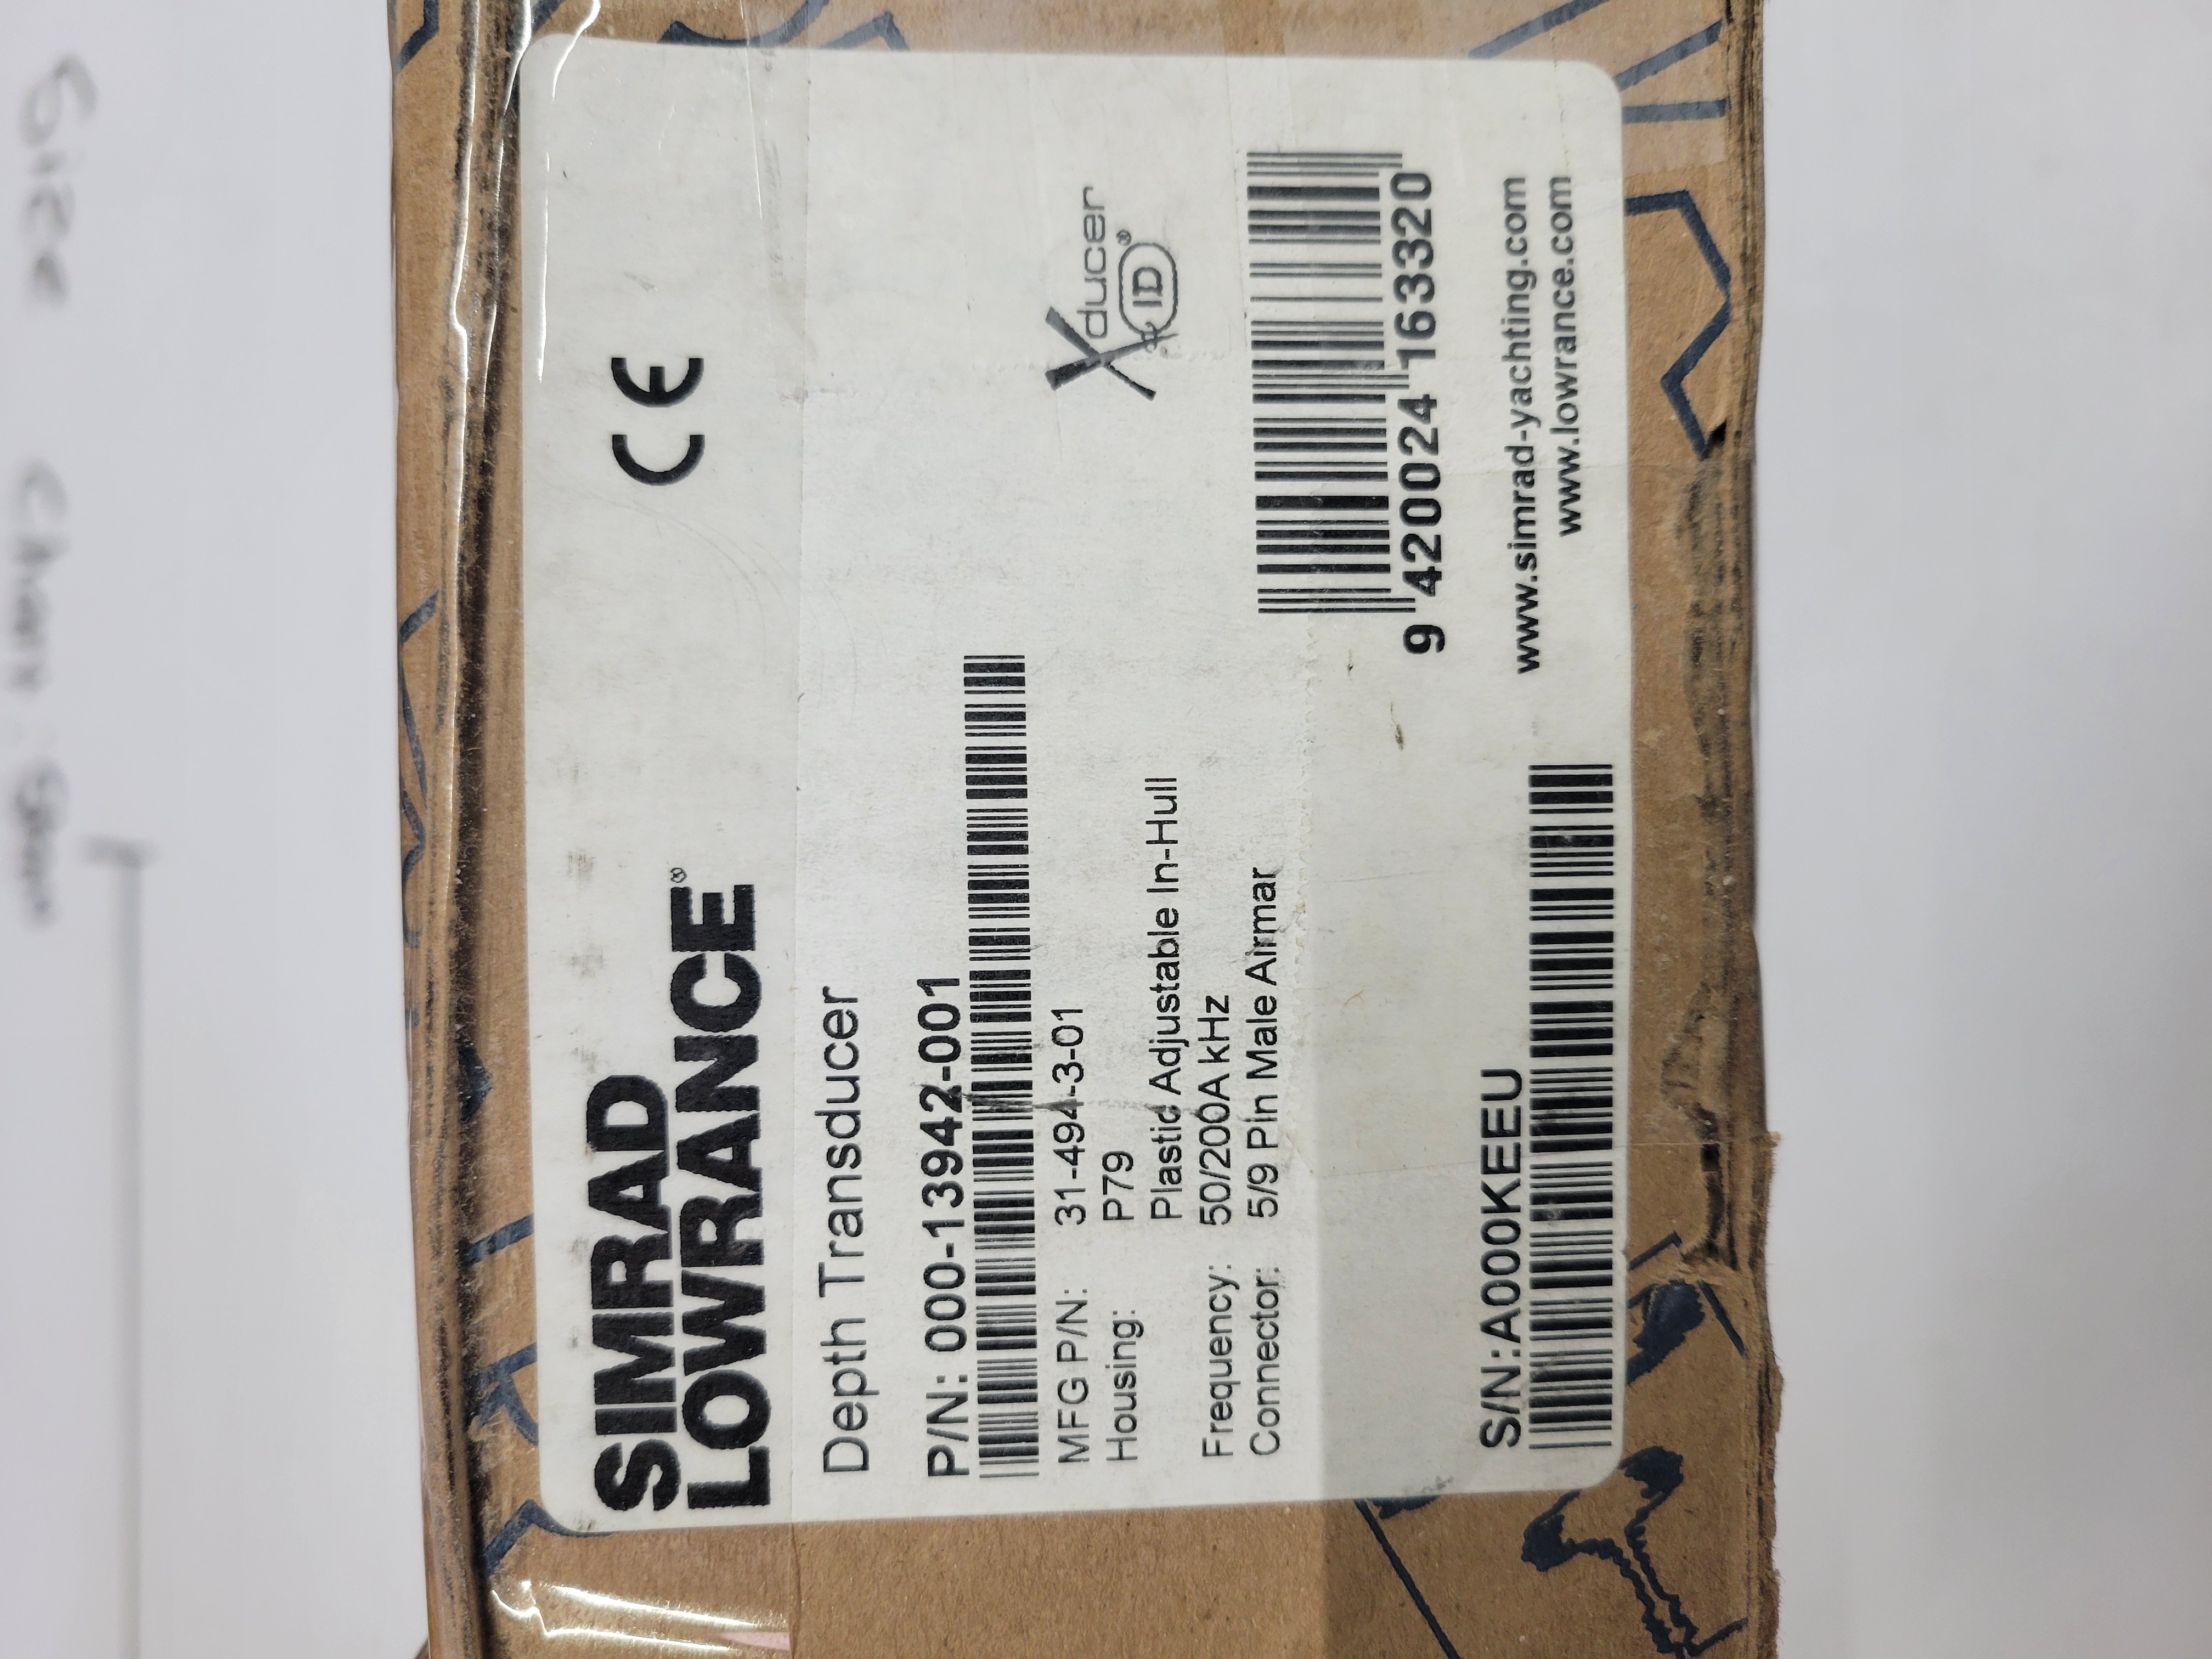 SIMRAD
LOWRANCE®
CE
Depth Transducer
P/N: 000-13942-001
MFG P/N: 31-494-3-01
Housing: P79
Plastic Adjustable In-Hull
Frequency: 50/200A kHz
Connector: 5/9 Pin Male Airmar
Xducer
ID®
9 420024 163320
S/N:A000KEEU
www.simrad-yachting.com
www.lowrance.com
Size